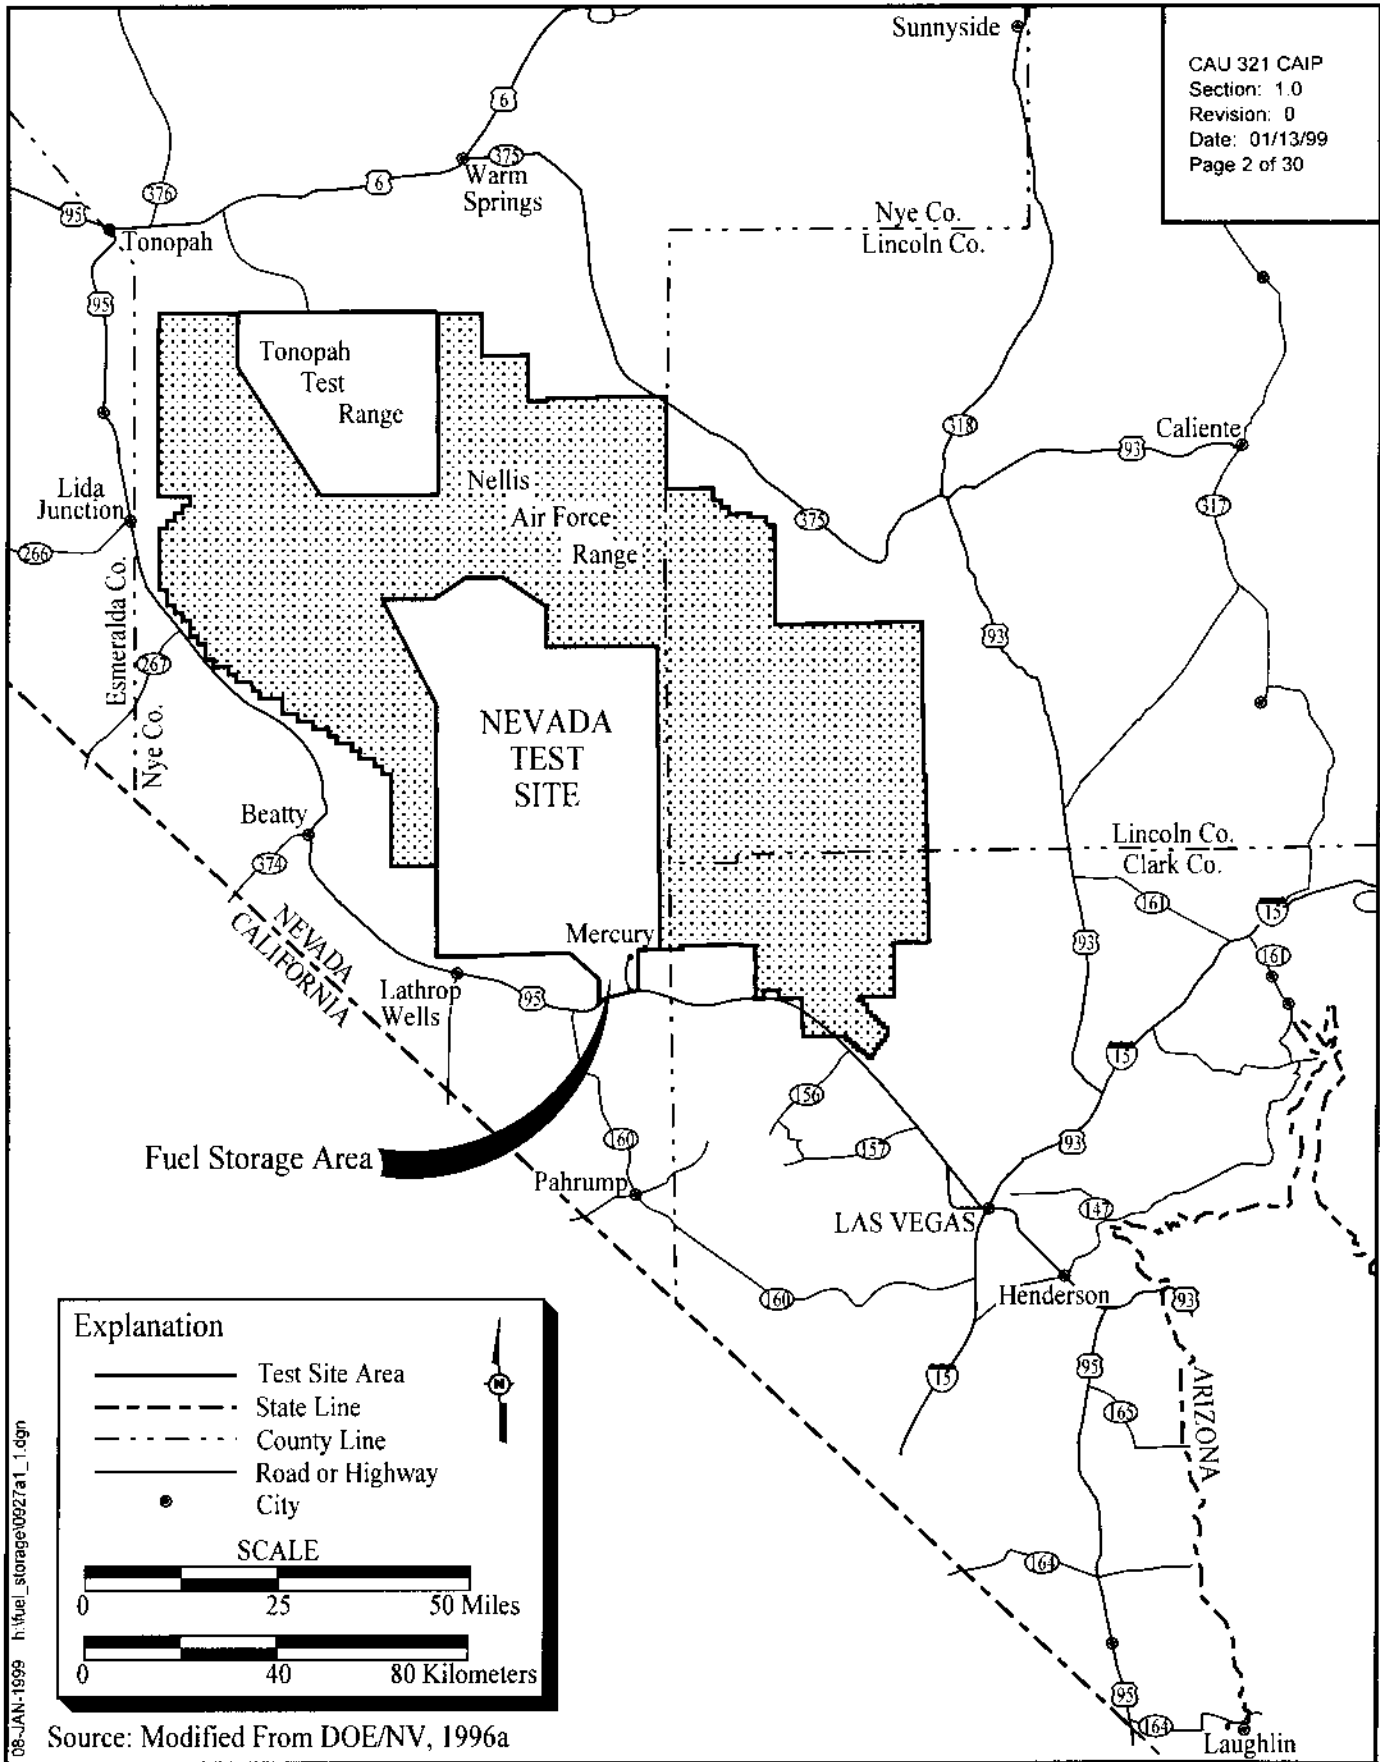 Sunnyside
CAU 321 CAIP
Section: 1.0
Revision: 0
Date: 01/13/99
Page 2 of 30
6
375
Warm
Springs
6
376
95
Tonopah
Nye Co.
Lincoln Co.
95
Tonopah
Test
Range
318
Caliente
93
Nellis
Air Force
Range
Lida
Junction
375
317
266
Esmeralda Co.
Nye Co.
267
93
NEVADA
TEST
SITE
Beatty
374
Lincoln Co.
Clark Co.
161
15
NEVADA
CALIFORNIA
Mercury
93
161
Lathrop
Wells
95
15
156
160
157
93
Fuel Storage Area
Pahrump
LAS VEGAS
147
160
Henderson
93
15
95
165
ARIZONA
Explanation
N
Test Site Area
State Line
County Line
Road or Highway
City
SCALE
0 25 50 Miles
0 40 80 Kilometers
164
95
164
Laughlin
Source: Modified From DOE/NV, 1996a
08-JAN-1999 h:\fuel_storage\0927a1_1.dgn